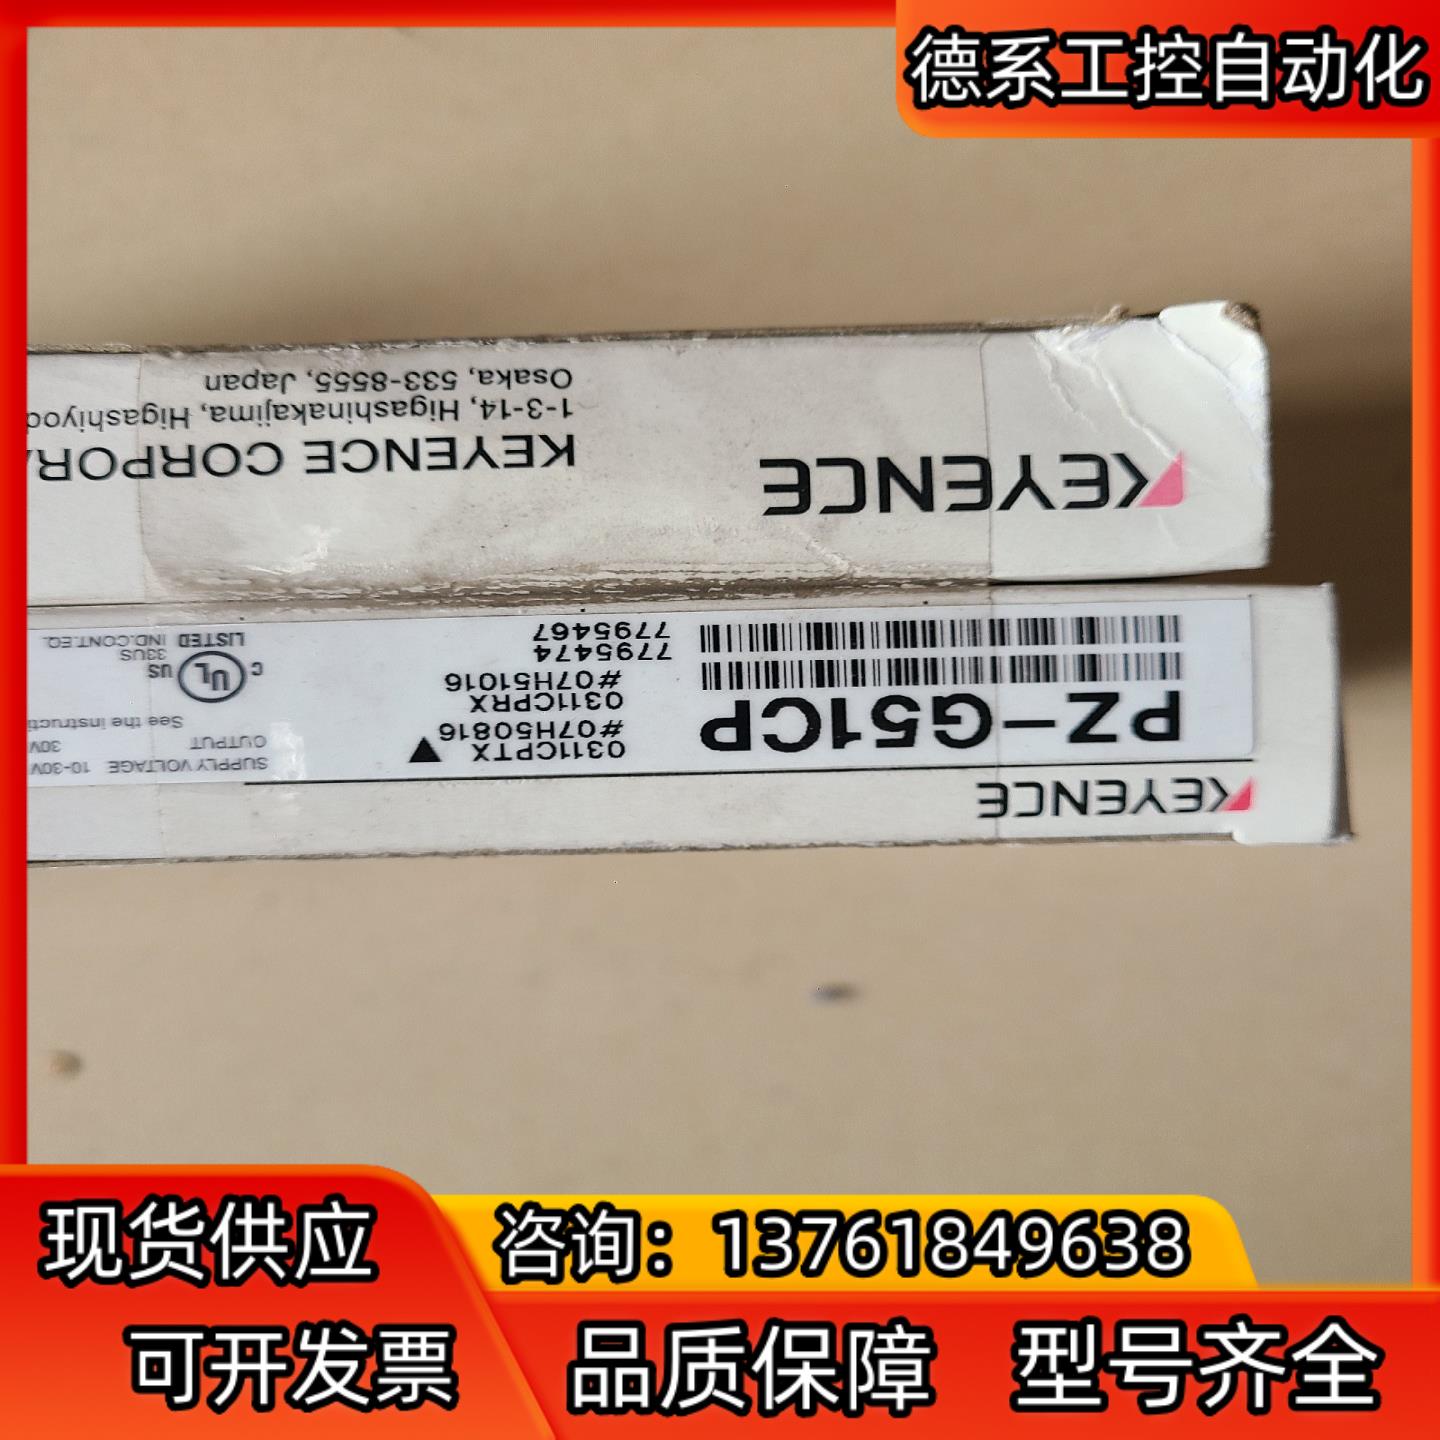 德系工控自动化
KEYENCE
KEYENCE CORPORA
1-3-14, Higashinakajima, Higashiyod
Osaka, 533-8555, Japan
KEYENCE
PZ-G51CP
0311CPTX
#07H50816
0311CPRX
#07H51016
7795474
7795467
▲
SUPPLY VOLTAGE 10-30V
OUTPUT 30V
See the instructi
C UL US
33US
LISTED IND.CONT.EQ.
现货供应
咨询：13761849638
可开发票
品质保障
型号齐全